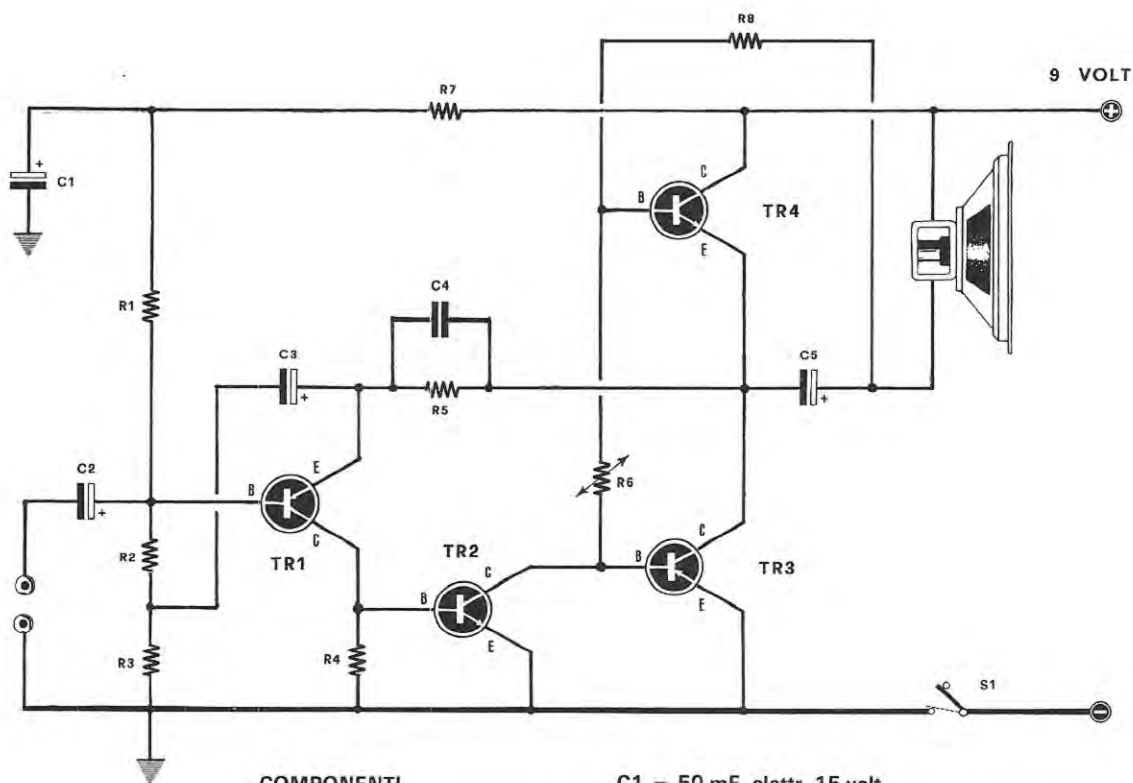 R8
9 VOLT
R7
+
+
C1
C
B
TR4
E
R1
C4
C3
+
R5
C5
+
R6
C2
+
B
E
C
TR1
R2
TR2
B
C
E
B
C
E
TR3
R3
R4
S1
−
COMPONENTI
C1 = 50 mF elettr. 15 volt